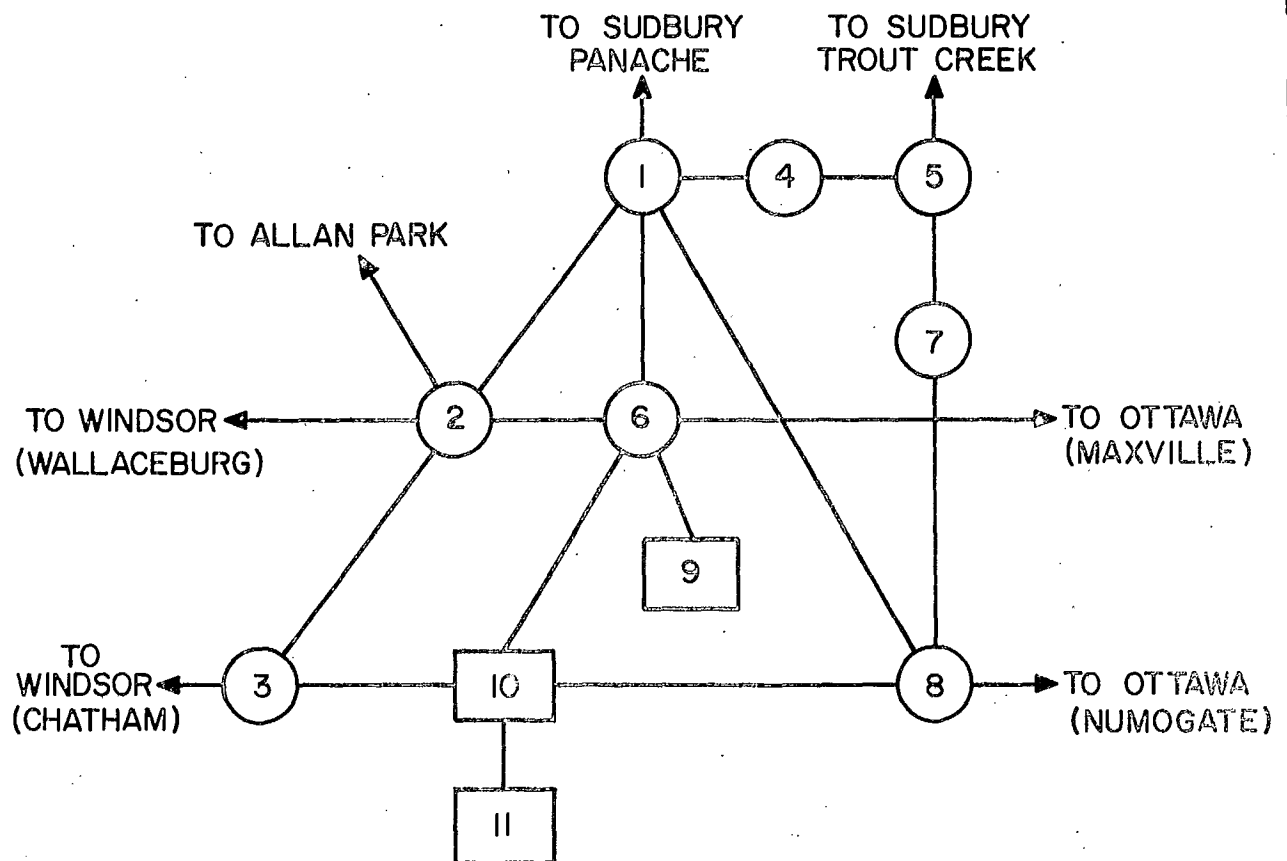 TO SUDBURY
PANACHE
TO SUDBURY
TROUT CREEK
1
4
5
TO ALLAN PARK
7
TO WINDSOR
(WALLACEBURG)
2
6
TO OTTAWA
(MAXVILLE)
9
TO
WINDSOR
(CHATHAM)
3
10
8
TO OTTAWA
(NUMOGATE)
11